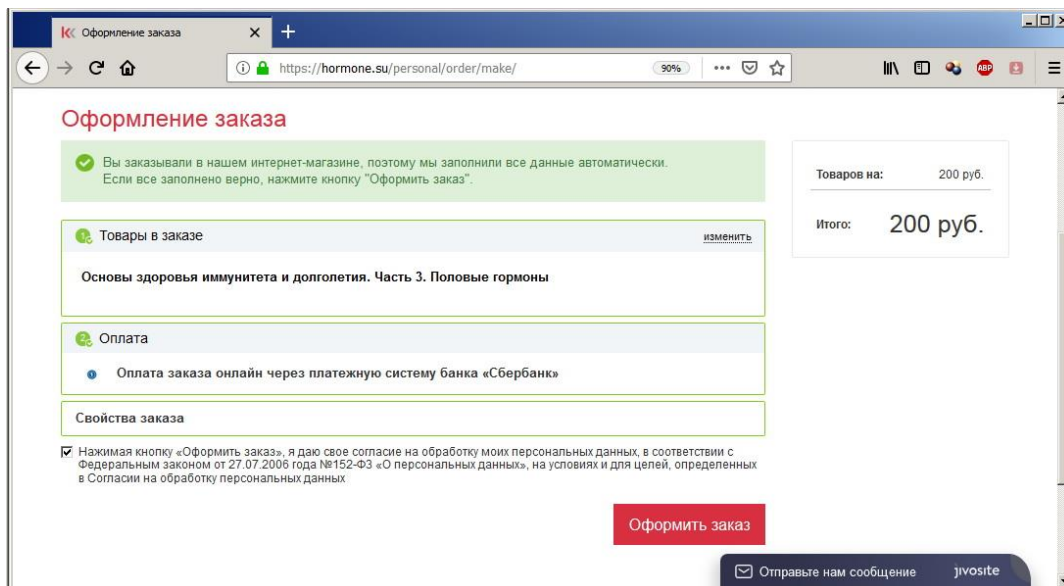 Оформление заказа
https://hormone.su/personal/order/make/
90%
ABP
Оформление заказа
Вы заказывали в нашем интернет-магазине, поэтому мы заполнили все данные автоматически.
Если все заполнено верно, нажмите кнопку "Оформить заказ".
Товаров на: 200 руб.
Итого: 200 руб.
Товары в заказе
изменить
Основы здоровья иммунитета и долголетия. Часть 3. Половые гормоны
Оплата
Оплата заказа онлайн через платежную систему банка «Сбербанк»
Свойства заказа
Нажимая кнопку «Оформить заказ», я даю свое согласие на обработку моих персональных данных, в соответствии с
Федеральным законом от 27.07.2006 года №152-ФЗ «О персональных данных», на условиях и для целей, определенных
в Согласии на обработку персональных данных
Оформить заказ
Отправьте нам сообщение
jivosite